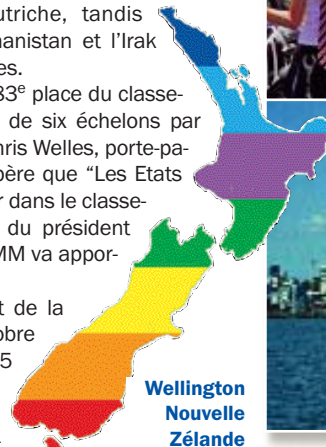 utriche, tandis
hanistan et l'Irak
es.
33e place du classe-
de six échelons par
hris Welles, porte-pa-
père que “Les Etats
r dans le classe-
du président
MM va appor-
t de la
obre
5
Wellington
Nouvelle
Zélande